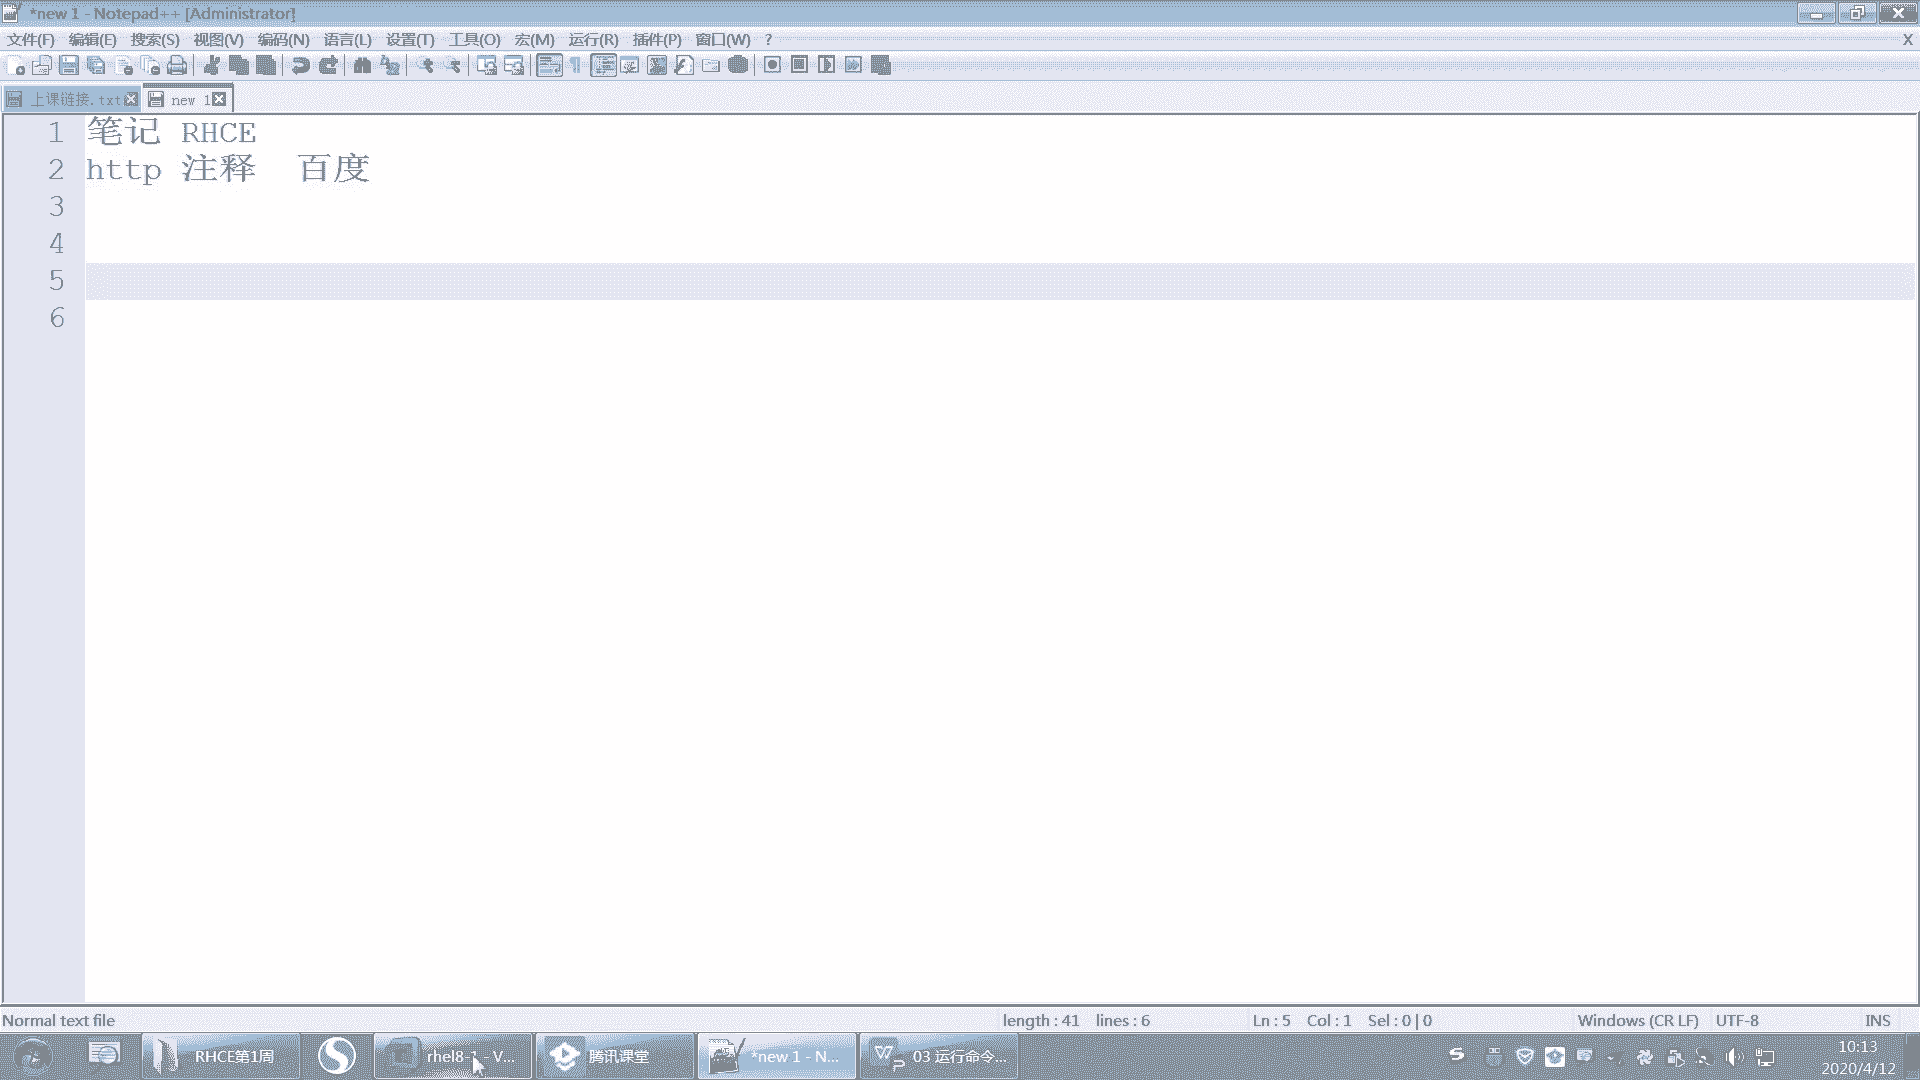 *new 1 - Notepad++ [Administrator]
文件(F) 编辑(E) 搜索(S) 视图(V) 编码(N) 语言(L) 设置(T) 工具(O) 宏(M) 运行(R) 插件(P) 窗口(W) ? X
上课链接.txt new 1
1 笔记 RHCE
2 http 注释 百度
3
4
5
6
Normal text file length : 41 lines : 6 Ln : 5 Col : 1 Sel : 0 | 0 Windows (CR LF) UTF-8 INS
RHCE第1周 rhel8- - V... 腾讯课堂 *new 1 - N... 03 运行命令... 10:13
2020/4/12